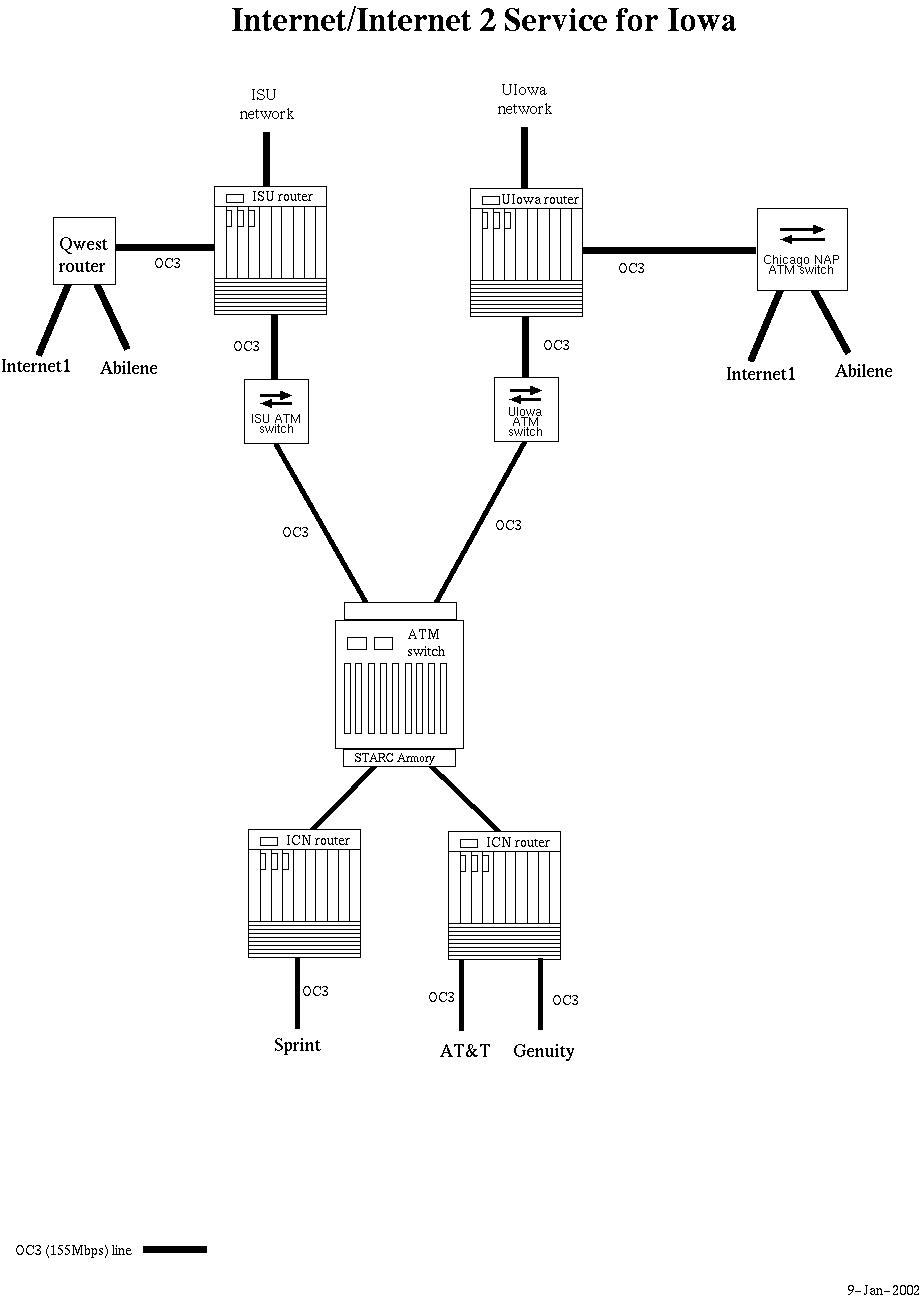 Internet/Internet 2 Service for Iowa
ISU
network
UIowa
network
ISU router
UIowa router
Qwest
router
OC3
OC3
Chicago NAP
ATM switch
Internet1
Abilene
OC3
OC3
Internet1
Abilene
ISU ATM
switch
UIowa
ATM
switch
OC3
OC3
ATM
switch
STARC Armory
ICN router
ICN router
OC3
OC3
OC3
Sprint
AT&T
Genuity
OC3 (155Mbps) line
9-Jan-2002